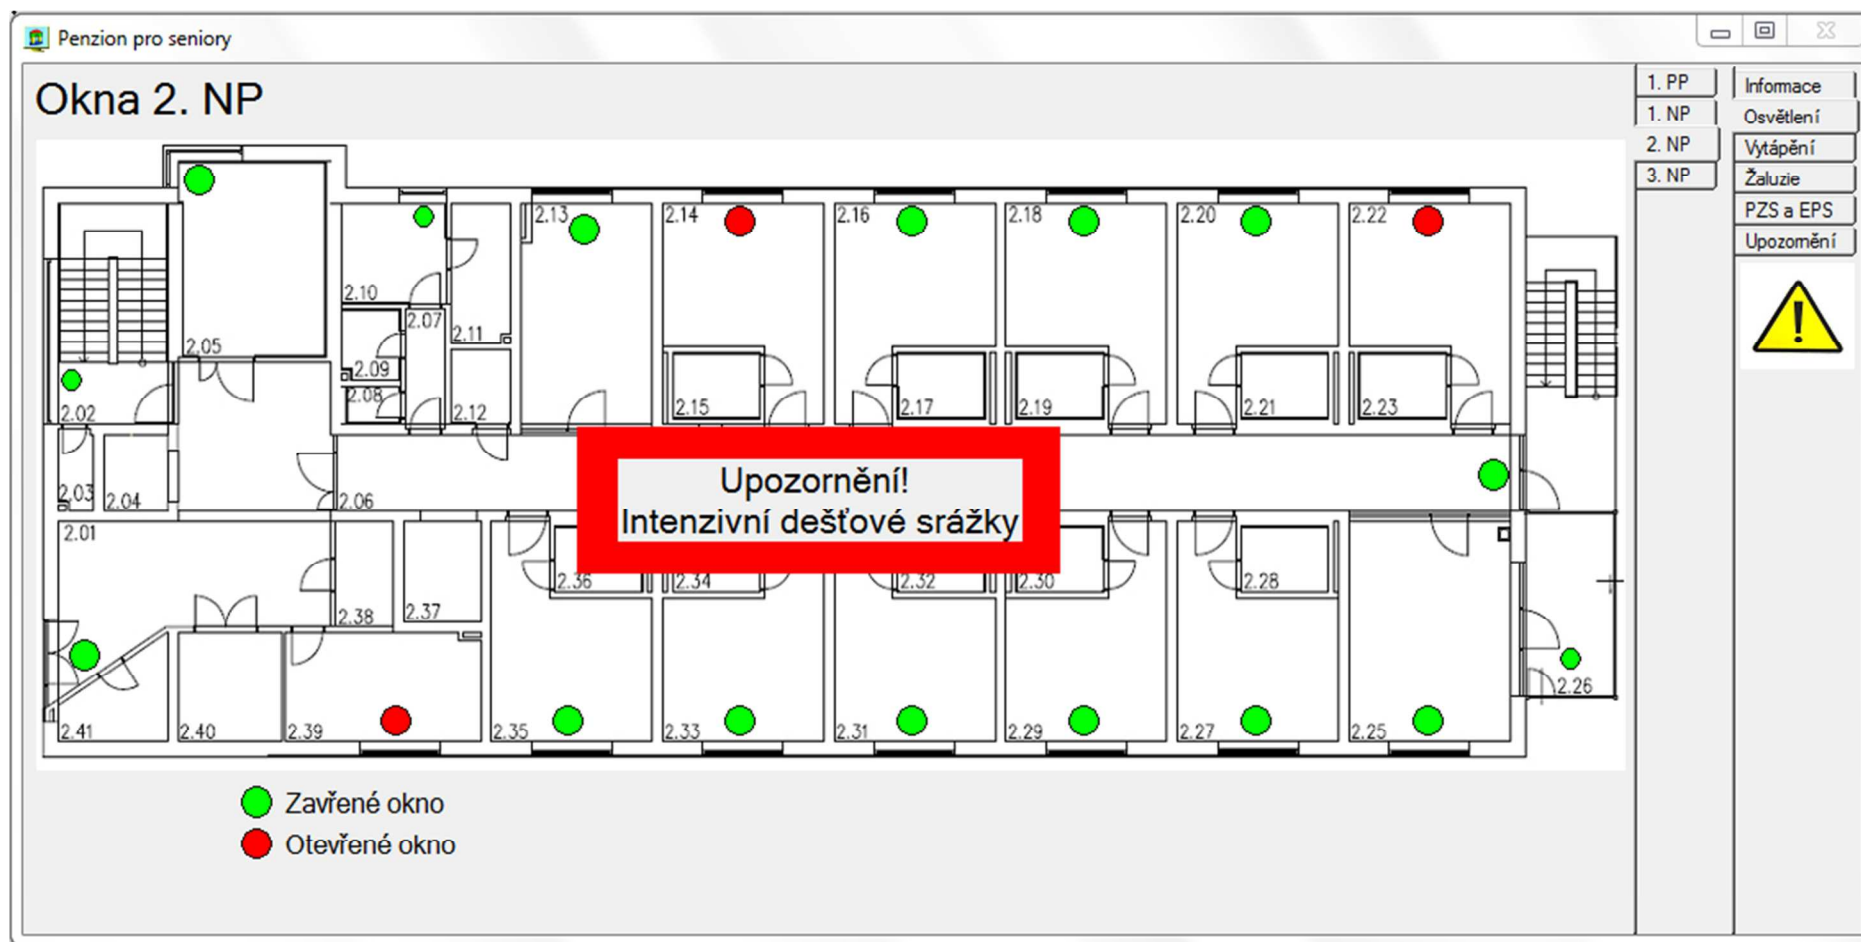 Penzion pro seniory
Okna 2. NP
1. PP
1. NP
2. NP
3. NP
Informace
Osvětlení
Vytápění
Žaluzie
PZS a EPS
Upozornění
2.13
2.14
2.16
2.18
2.20
2.22
2.10
2.07
2.11
2.05
2.09
2.08
2.02
2.12
2.15
2.17
2.19
2.21
2.23
2.03
2.04
2.06
Upozornění!
Intenzivní dešťové srážky
2.01
2.36
2.34
2.32
2.30
2.28
2.38
2.37
2.26
2.41
2.40
2.39
2.35
2.33
2.31
2.29
2.27
2.25
Zavřené okno
Otevřené okno